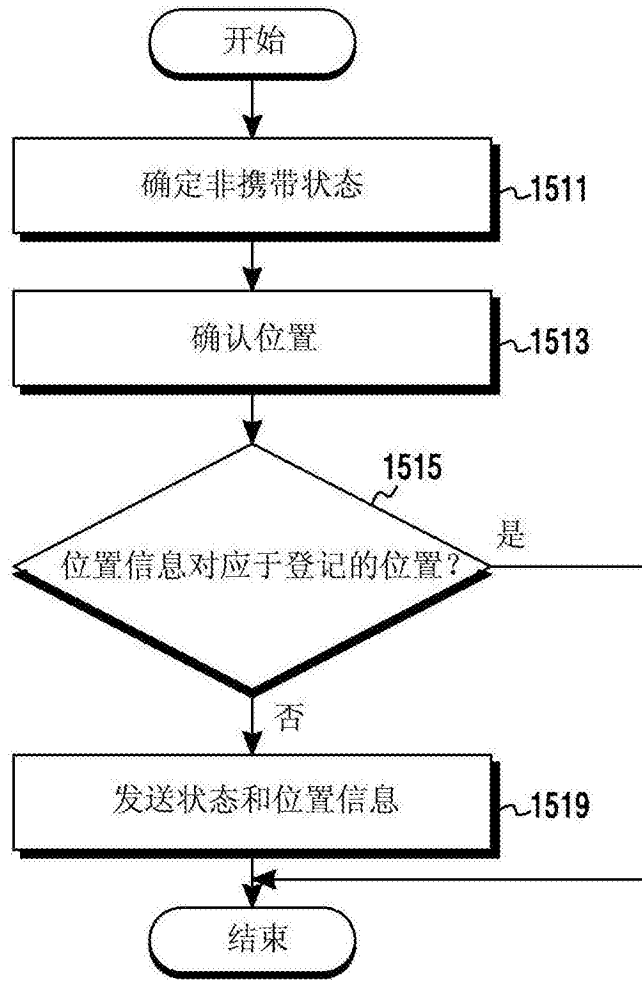 开始
确定非携带状态
1511
确认位置
1513
1515
位置信息对应于登记的位置?
是
否
发送状态和位置信息
1519
结束